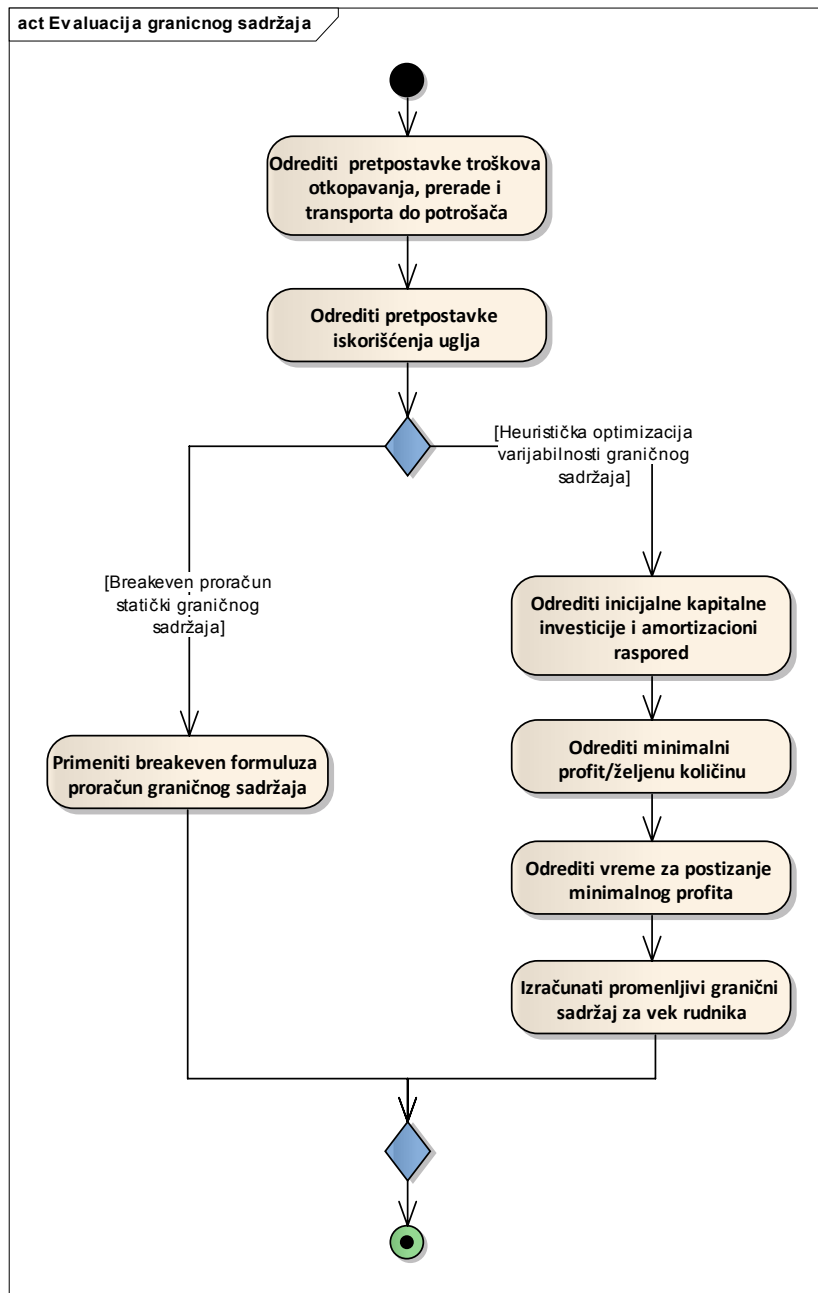 act Evaluacija granicnog sadržaja
Odrediti pretpostavke troškova
otkopavanja, prerade i
transporta do potrošača
Odrediti pretpostavke
iskorišćenja uglja
[Heuristička optimizacija
varijabilnosti graničnog
sadržaja]
[Breakeven proračun
statički graničnog
sadržaja]
Odrediti inicijalne kapitalne
investicije i amortizacioni
raspored
Primeniti breakeven formuluza
proračun graničnog sadržaja
Odrediti minimalni
profit/željenu količinu
Odrediti vreme za postizanje
minimalnog profita
Izračunati promenljivi granični
sadržaj za vek rudnika